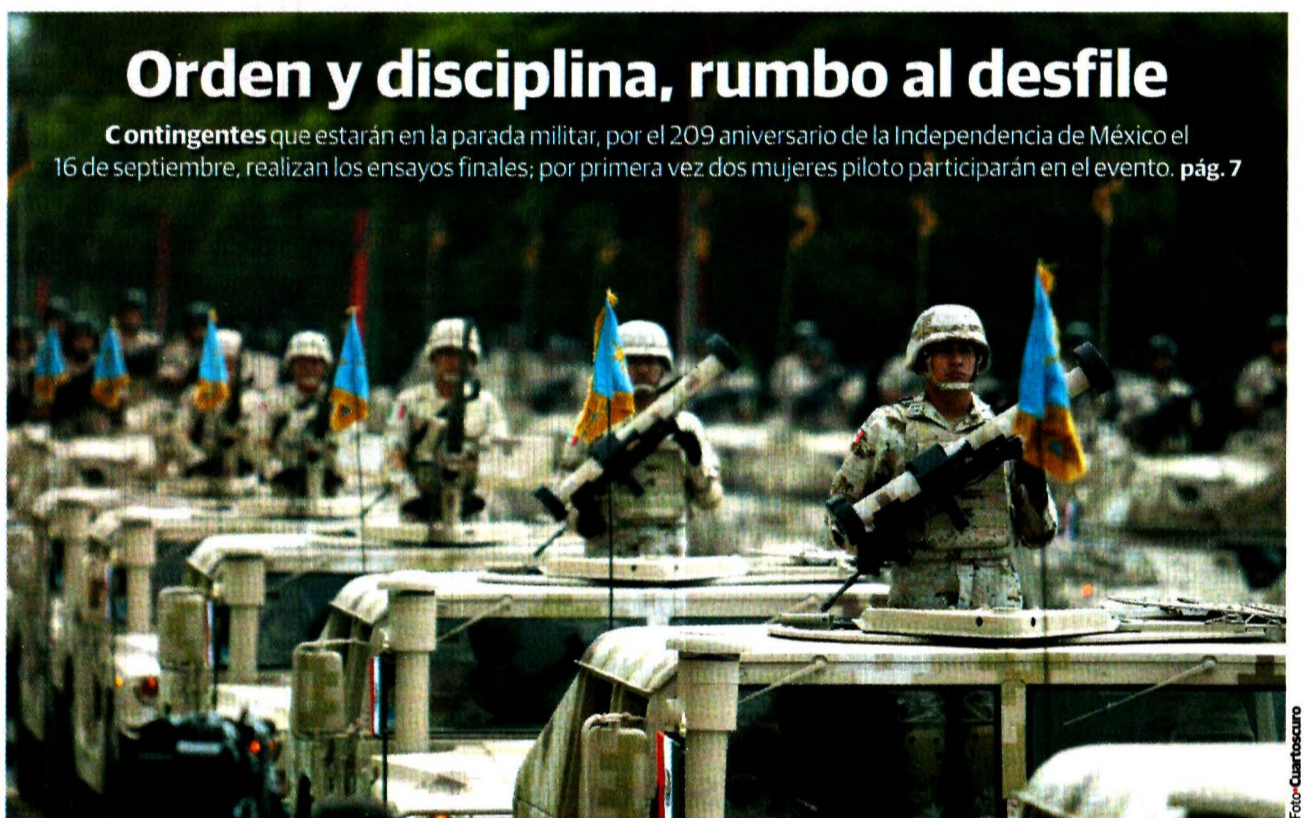 Orden y disciplina, rumbo al desfile
Contingentes que estarán en la parada militar, por el 209 aniversario de la Independencia de México el
16 de septiembre, realizan los ensayos finales; por primera vez dos mujeres piloto participarán en el evento. pág. 7
Foto•Cuartoscuro